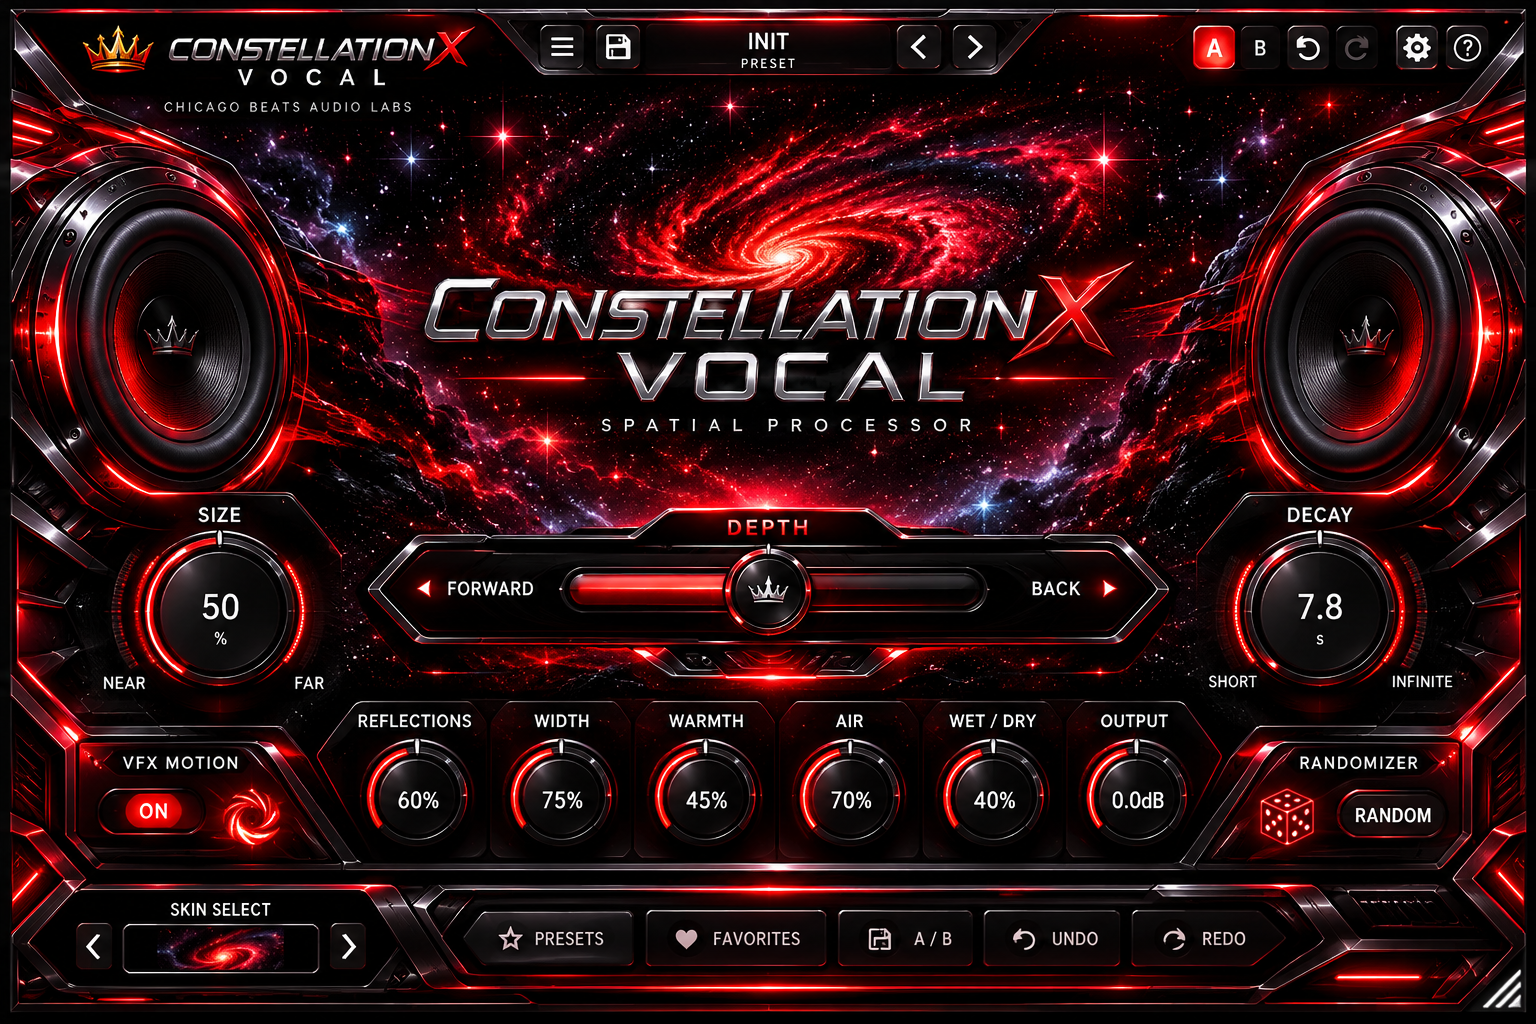 CONSTELLATIONX
VOCAL
CHICAGO BEATS AUDIO LABS
INIT
PRESET
A
B
CONSTELLATIONX
VOCAL
SPATIAL PROCESSOR
SIZE
50
%
NEAR
FAR
DEPTH
FORWARD
BACK
DECAY
7.8
s
SHORT
INFINITE
REFLECTIONS
60%
WIDTH
75%
WARMTH
45%
AIR
70%
WET / DRY
40%
OUTPUT
0.0dB
VFX MOTION
ON
RANDOMIZER
RANDOM
SKIN SELECT
PRESETS
FAVORITES
A / B
UNDO
REDO